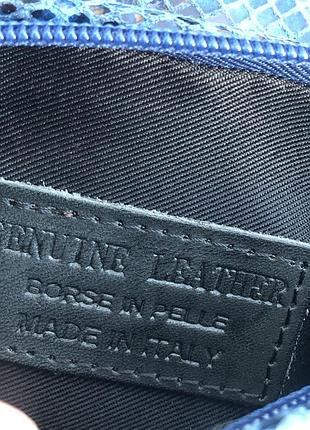 GENUINE LEATHER
BORSE IN PELLE
MADE IN ITALY